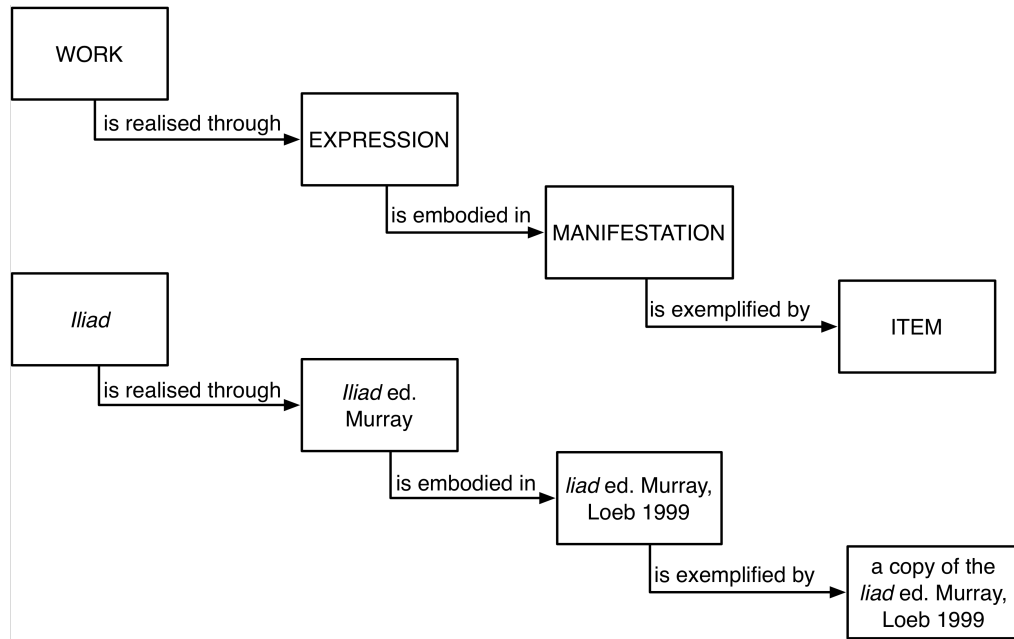 WORK
is realised through
EXPRESSION
is embodied in
MANIFESTATION
is exemplified by
ITEM
Iliad
is realised through
Iliad ed.
Murray
is embodied in
liad ed. Murray,
Loeb 1999
is exemplified by
a copy of the
liad ed. Murray,
Loeb 1999